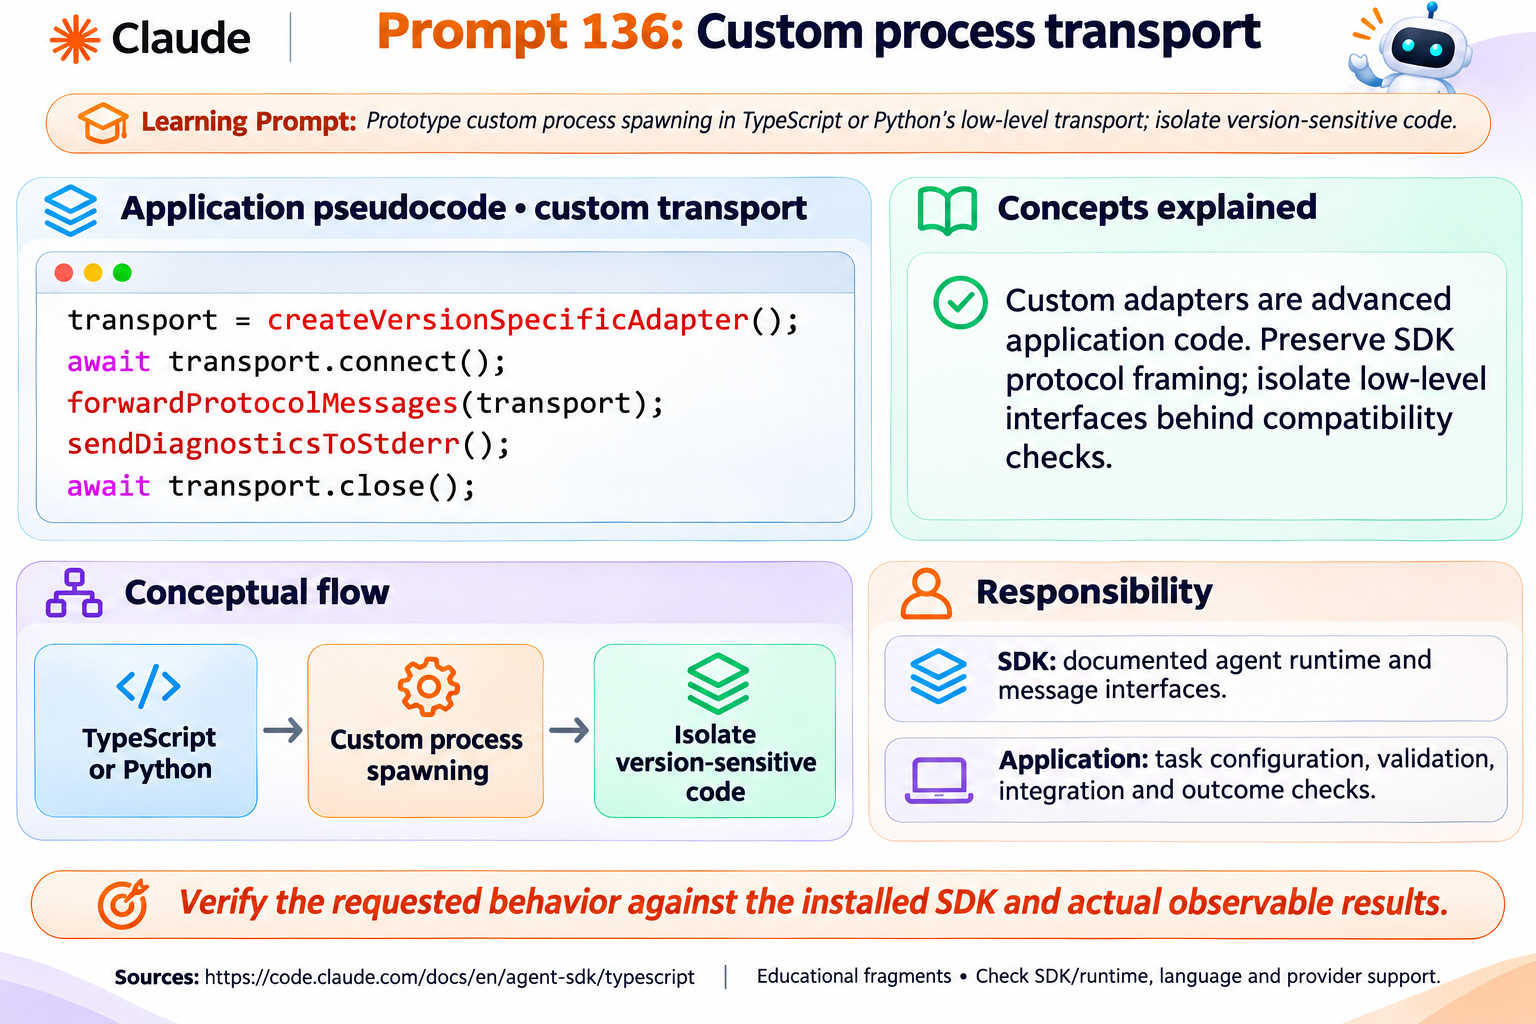 Claude
Prompt 136: Custom process transport
Learning Prompt: Prototype custom process spawning in TypeScript or Python's low-level transport; isolate version-sensitive code.
Application pseudocode • custom transport
transport = createVersionSpecificAdapter();
await transport.connect();
forwardProtocolMessages(transport);
sendDiagnosticsToStderr();
await transport.close();
Concepts explained
Custom adapters are advanced
application code. Preserve SDK
protocol framing; isolate low-level
interfaces behind compatibility
checks.
Conceptual flow
TypeScript
or Python
Custom process
spawning
Isolate
version-sensitive
code
Responsibility
SDK: documented agent runtime and
message interfaces.
Application: task configuration, validation,
integration and outcome checks.
Verify the requested behavior against the installed SDK and actual observable results.
Sources: https://code.claude.com/docs/en/agent-sdk/typescript
Educational fragments • Check SDK/runtime, language and provider support.